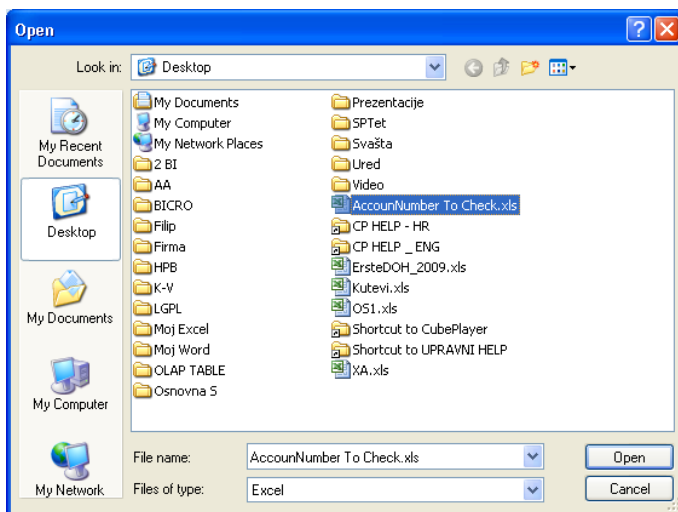 Open
Look in:
Desktop
My Recent
Documents
Desktop
My Documents
My Computer
My Network
My Documents
My Computer
My Network Places
2 BI
AA
BICRO
Filip
Firma
HPB
K-V
LGPL
Moj Excel
Moj Word
OLAP TABLE
Osnovna S
Prezentacije
SPTet
Svašta
Ured
Video
AccounNumber To Check.xls
CP HELP - HR
CP HELP _ ENG
ErsteDOH_2009.xls
Kutevi.xls
OS1.xls
Shortcut to CubePlayer
Shortcut to UPRAVNI HELP
XA.xls
File name:
AccounNumber To Check.xls
Open
Files of type:
Excel
Cancel